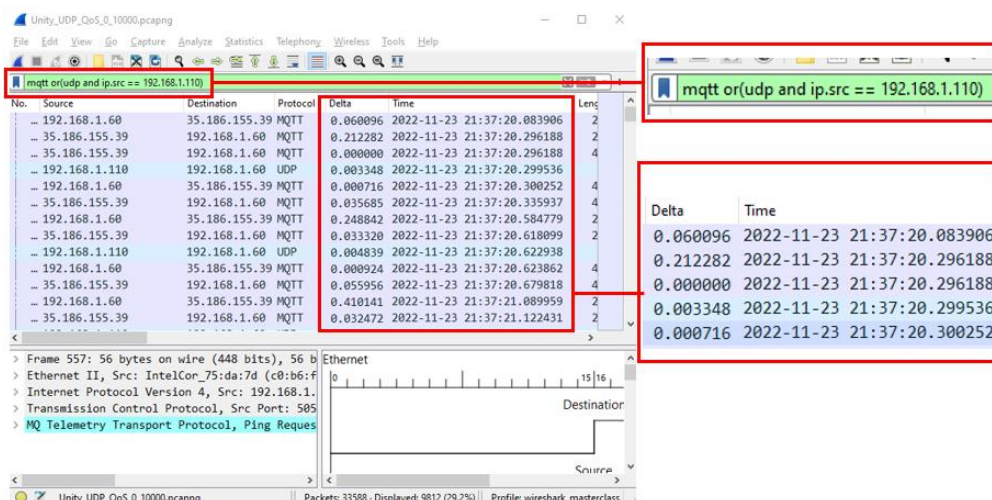 Unity_UDP_QoS_0_10000.pcapng
File Edit View Go Capture Analyze Statistics Telephony Wireless Tools Help
mqtt or(udp and ip.src == 192.168.1.110)
No. Source Destination Protocol Delta Time Leng
… 192.168.1.60 35.186.155.39 MQTT 0.060096 2022-11-23 21:37:20.083906 2
… 35.186.155.39 192.168.1.60 MQTT 0.212282 2022-11-23 21:37:20.296188 2
… 35.186.155.39 192.168.1.60 MQTT 0.000000 2022-11-23 21:37:20.296188 4
… 192.168.1.110 192.168.1.60 UDP 0.003348 2022-11-23 21:37:20.299536
… 192.168.1.60 35.186.155.39 MQTT 0.000716 2022-11-23 21:37:20.300252 4
… 35.186.155.39 192.168.1.60 MQTT 0.035685 2022-11-23 21:37:20.335937 4
… 192.168.1.60 35.186.155.39 MQTT 0.248842 2022-11-23 21:37:20.584779 2
… 35.186.155.39 192.168.1.60 MQTT 0.033320 2022-11-23 21:37:20.618099 2
… 192.168.1.110 192.168.1.60 UDP 0.004839 2022-11-23 21:37:20.622938
… 192.168.1.60 35.186.155.39 MQTT 0.000924 2022-11-23 21:37:20.623862 4
… 35.186.155.39 192.168.1.60 MQTT 0.055956 2022-11-23 21:37:20.679818 4
… 192.168.1.60 35.186.155.39 MQTT 0.410141 2022-11-23 21:37:21.089959 2
… 35.186.155.39 192.168.1.60 MQTT 0.032472 2022-11-23 21:37:21.122431 2
Frame 557: 56 bytes on wire (448 bits), 56 b
Ethernet II, Src: IntelCor_75:da:7d (c0:b6:f
Internet Protocol Version 4, Src: 192.168.1.
Transmission Control Protocol, Src Port: 505
MQ Telemetry Transport Protocol, Ping Reques
Ethernet
0 15 16
Destination
Source
Unity_UDP_QoS_0_10000.pcapng Packets: 33588 · Displayed: 9812 (29.2%) Profile: wireshark_masterclass
mqtt or(udp and ip.src == 192.168.1.110)
Delta Time
0.060096 2022-11-23 21:37:20.083906
0.212282 2022-11-23 21:37:20.296188
0.000000 2022-11-23 21:37:20.296188
0.003348 2022-11-23 21:37:20.299536
0.000716 2022-11-23 21:37:20.300252